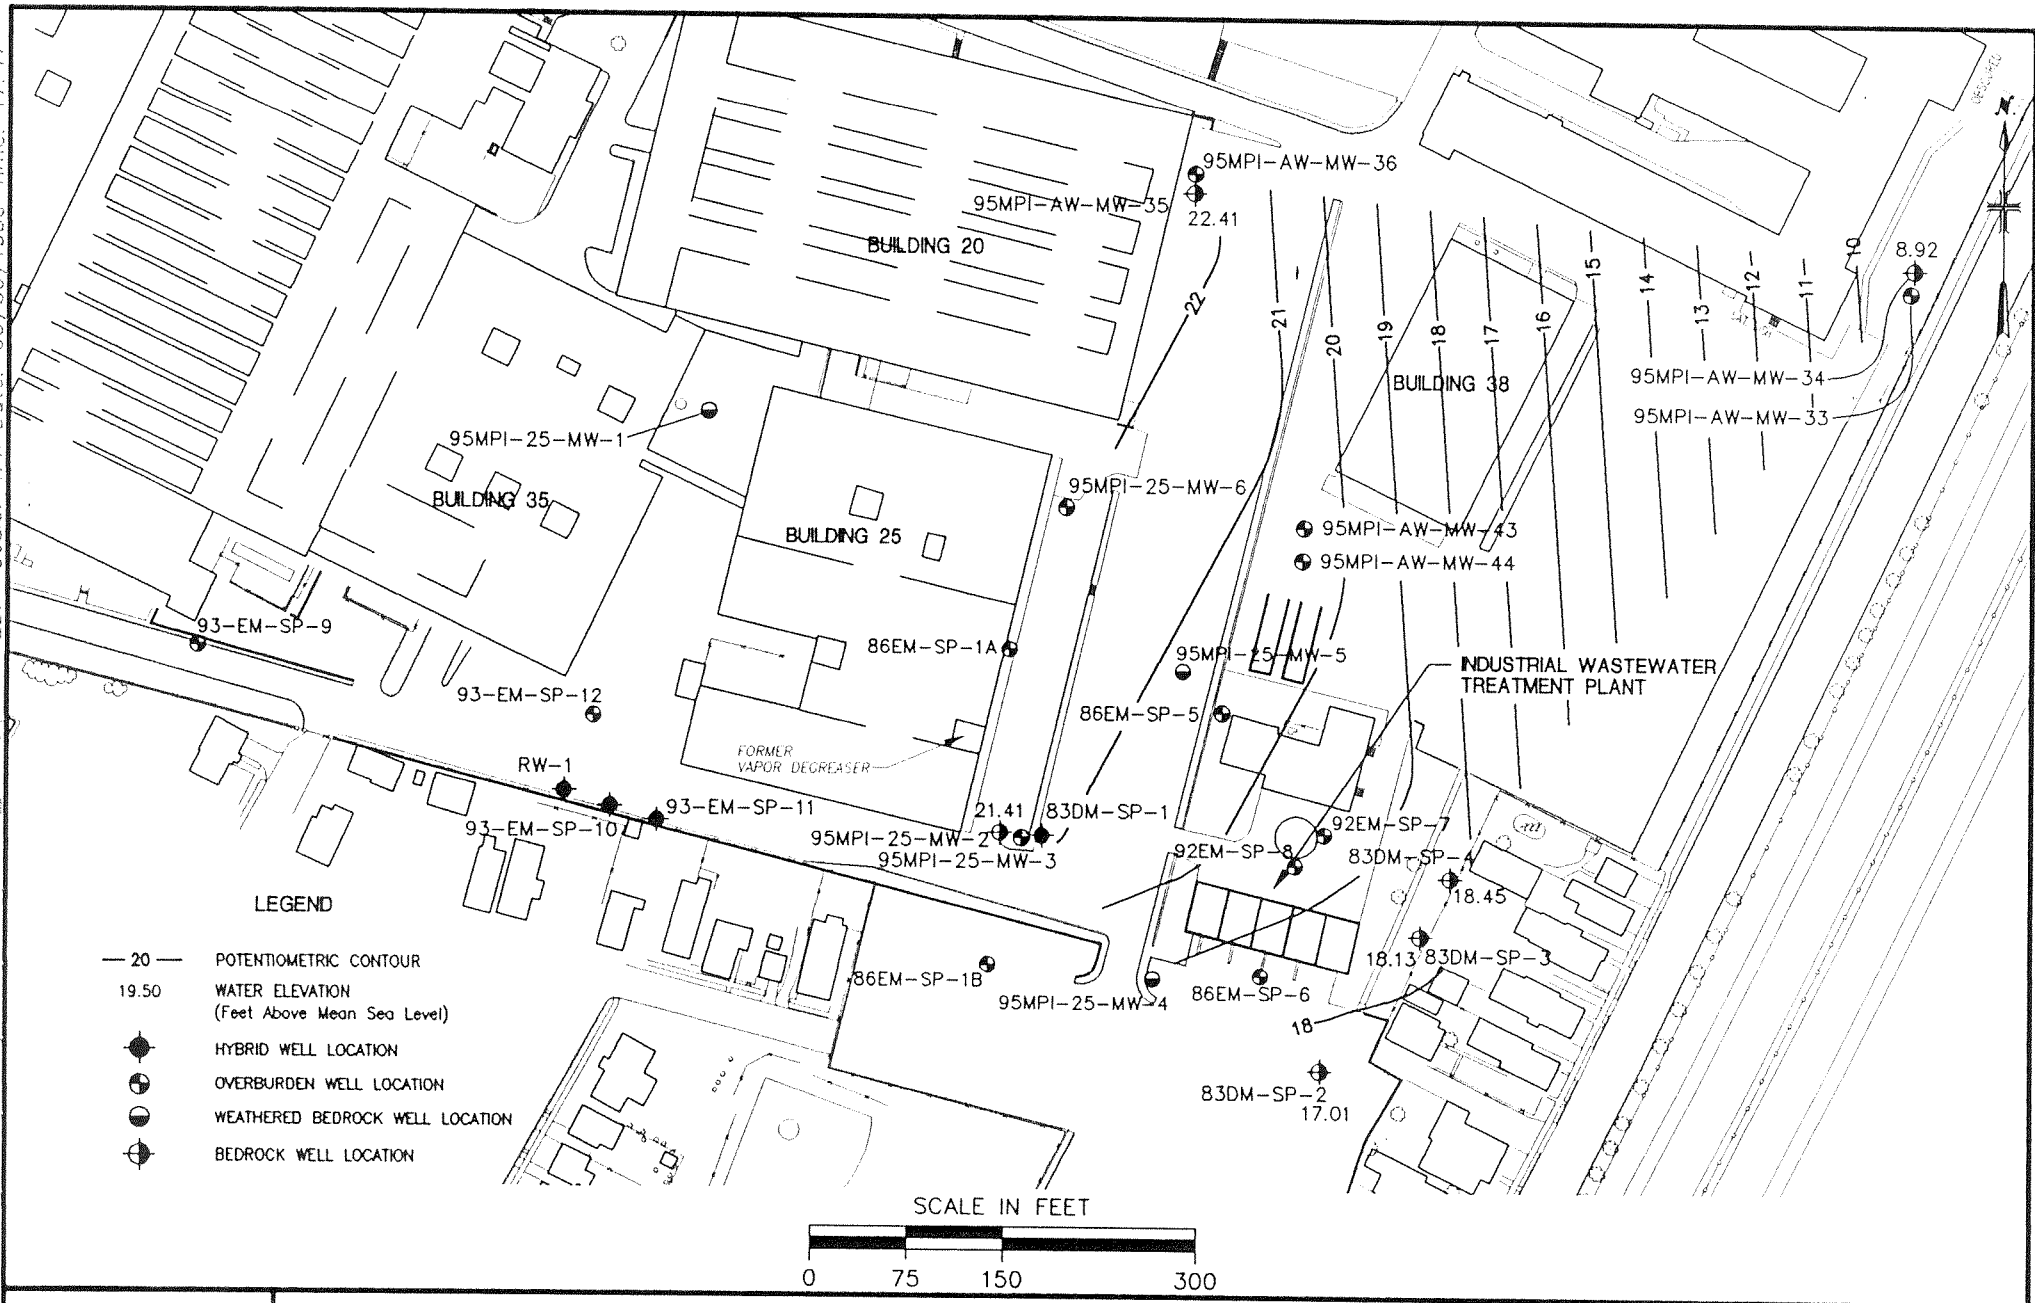 N.
95MPI-AW-MW-36
95MPI-AW-MW-35
22.41
BUILDING 20
22
21
20
19
18
17
16
15
14
13
12
11
10
8.92
BUILDING 38
95MPI-AW-MW-34
95MPI-AW-MW-33
95MPI-25-MW-1
BUILDING 35
95MPI-25-MW-6
BUILDING 25
95MPI-AW-MW-43
95MPI-AW-MW-44
93-EM-SP-9
86EM-SP-1A
95MPI-25-MW-5
INDUSTRIAL WASTEWATER
TREATMENT PLANT
93-EM-SP-12
86EM-SP-5
FORMER
VAPOR DEGREASER
RW-1
93-EM-SP-11
93-EM-SP-10
21.41
83DM-SP-1
95MPI-25-MW-2
95MPI-25-MW-3
92EM-SP-7
92EM-SP-8
83DM-SP-4
18.45
18.13
83DM-SP-3
86EM-SP-1B
95MPI-25-MW-4
86EM-SP-6
18
83DM-SP-2
17.01
LEGEND
20
POTENTIOMETRIC CONTOUR
19.50
WATER ELEVATION
(Feet Above Mean Sea Level)
HYBRID WELL LOCATION
OVERBURDEN WELL LOCATION
WEATHERED BEDROCK WELL LOCATION
BEDROCK WELL LOCATION
SCALE IN FEET
0 75 150 300